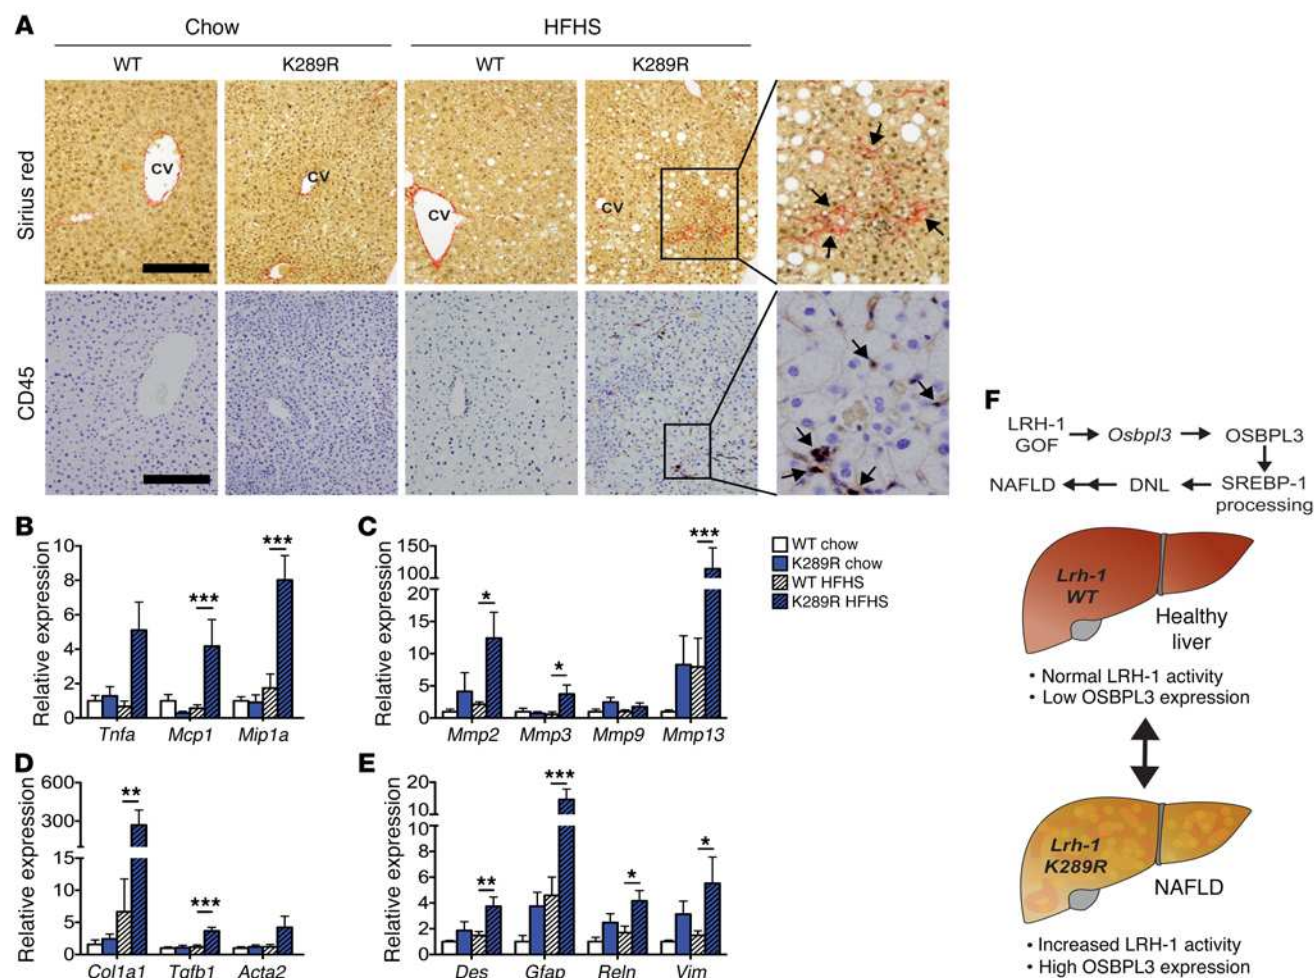 A
Chow
HFHS
WT
K289R
WT
K289R
Sirius red
CV
CV
CV
CV
CD45
B
Relative expression
10
8
6
4
2
0
***
***
Tnfa
Mcp1
Mip1a
C
Relative expression
150
100
20
15
10
5
0
*
*
***
Mmp2
Mmp3
Mmp9
Mmp13
WT chow
K289R chow
WT HFHS
K289R HFHS
D
Relative expression
600
300
15
10
5
0
**
***
Col1a1
Tgfb1
Acta2
E
Relative expression
20
10
8
6
4
2
0
**
***
*
*
Des
Gfap
Reln
Vim
F
LRH-1
GOF
Osbpl3
OSBPL3
NAFLD
DNL
SREBP-1
processing
Lrh-1
WT
Healthy
liver
• Normal LRH-1 activity
• Low OSBPL3 expression
Lrh-1
K289R
NAFLD
• Increased LRH-1 activity
• High OSBPL3 expression